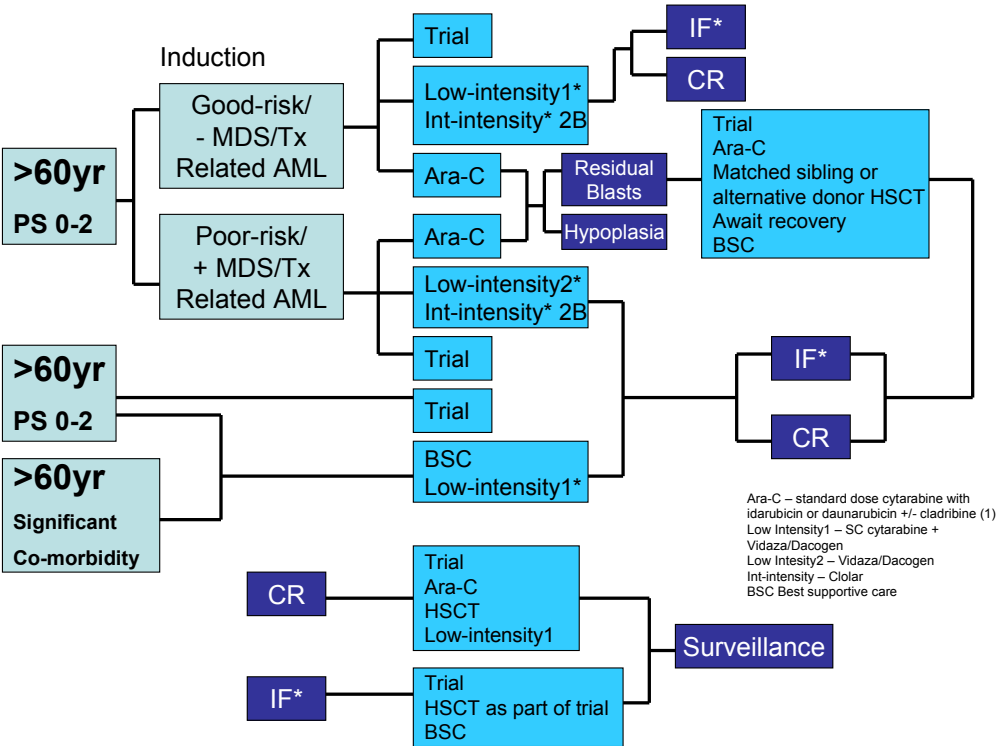 Induction
>60yr
PS 0-2
Good-risk/
- MDS/Tx
Related AML
Poor-risk/
+ MDS/Tx
Related AML
Trial
Low-intensity1*
Int-intensity* 2B
Ara-C
IF*
CR
Residual
Blasts
Hypoplasia
Trial
Ara-C
Matched sibling or
alternative donor HSCT
Await recovery
BSC
Ara-C
Low-intensity2*
Int-intensity* 2B
Trial
>60yr
PS 0-2
Trial
>60yr
Significant
Co-morbidity
BSC
Low-intensity1*
IF*
CR
Ara-C – standard dose cytarabine with
idarubicin or daunarubicin +/- cladribine (1)
Low Intensity1 – SC cytarabine +
Vidaza/Dacogen
Low Intesity2 – Vidaza/Dacogen
Int-intensity – Clolar
BSC Best supportive care
CR
Trial
Ara-C
HSCT
Low-intensity1
IF*
Trial
HSCT as part of trial
BSC
Surveillance